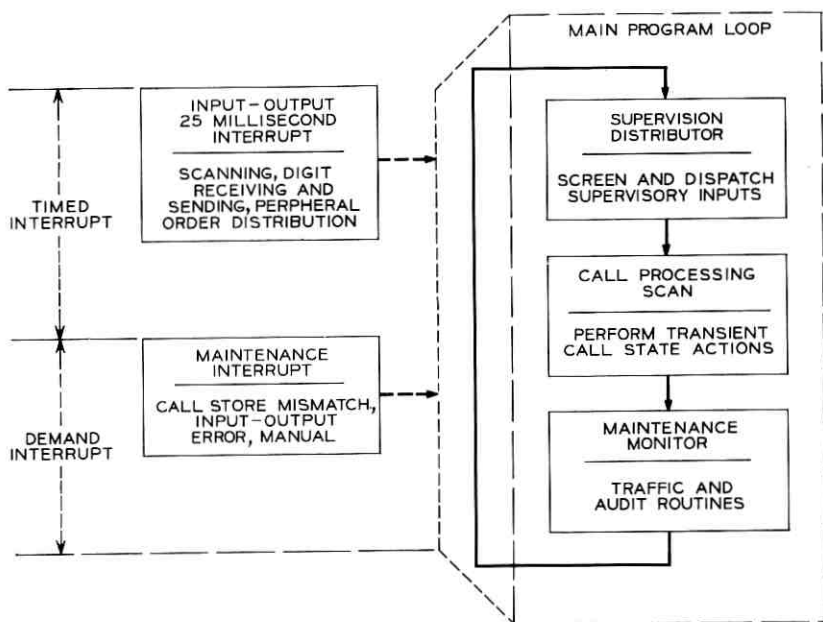 MAIN PROGRAM LOOP
TIMED
INTERRUPT
INPUT-OUTPUT
25 MILLISECOND
INTERRUPT
SCANNING, DIGIT
RECEIVING AND
SENDING, PERPHERAL
ORDER DISTRIBUTION
DEMAND
INTERRUPT
MAINTENANCE
INTERRUPT
CALL STORE MISMATCH,
INPUT-OUTPUT
ERROR, MANUAL
SUPERVISION
DISTRIBUTOR
SCREEN AND DISPATCH
SUPERVISORY INPUTS
CALL PROCESSING
SCAN
PERFORM TRANSIENT
CALL STATE ACTIONS
MAINTENANCE
MONITOR
TRAFFIC AND
AUDIT ROUTINES